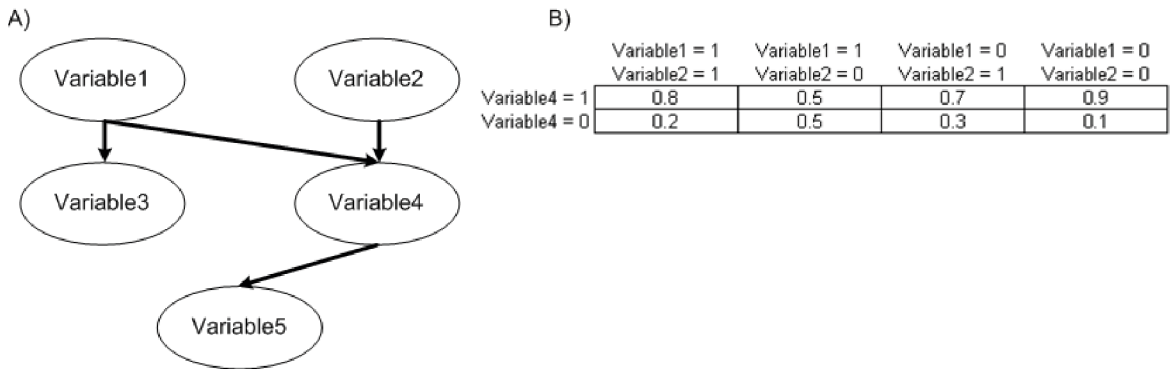 A)
Variable1
Variable2
Variable3
Variable4
Variable5
B)
Variable1 = 1 Variable1 = 1 Variable1 = 0 Variable1 = 0
Variable2 = 1 Variable2 = 0 Variable2 = 1 Variable2 = 0
Variable4 = 1 0.8 0.5 0.7 0.9
Variable4 = 0 0.2 0.5 0.3 0.1